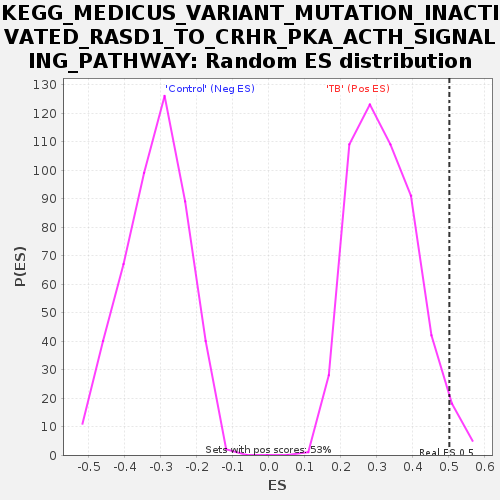 KEGG_MEDICUS_VARIANT_MUTATION_INACTI
VATED_RASD1_TO_CRHR_PKA_ACTH_SIGNAL
ING_PATHWAY: Random ES distribution
'Control' (Neg ES)
'TB' (Pos ES)
130
120
110
100
90
80
70
60
50
40
30
20
10
0
P(ES)
Sets with pos scores: 53%
Real ES 0.5
-0.5 -0.4 -0.3 -0.2 -0.1 0.0 0.1 0.2 0.3 0.4 0.5 0.6
ES